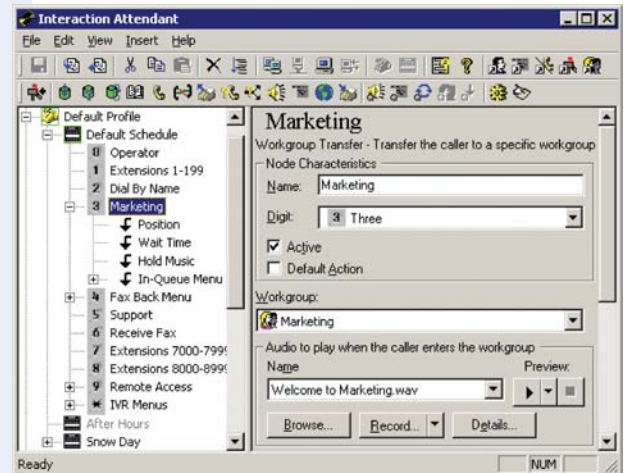 Interaction Attendant
File Edit View Insert Help
Default Profile
Default Schedule
0 Operator
1 Extensions 1-199
2 Dial By Name
3 Marketing
Position
Wait Time
Hold Music
In-Queue Menu
4 Fax Back Menu
5 Support
6 Receive Fax
7 Extensions 7000-799
8 Extensions 8000-899
9 Remote Access
* IVR Menus
After Hours
Snow Day
Marketing
Workgroup Transfer - Transfer the caller to a specific workgroup
Node Characteristics
Name: Marketing
Digit: 3 Three
Active
Default Action
Workgroup:
Marketing
Audio to play when the caller enters the workgroup
Name Preview:
Welcome to Marketing.wav
Browse... Record... Details...
Ready NUM